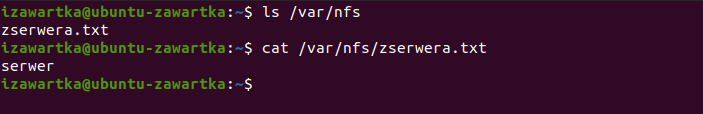 izawartka@ubuntu-zawartka:~$ ls /var/nfs
zserwera.txt
izawartka@ubuntu-zawartka:~$ cat /var/nfs/zserwera.txt
serwer
izawartka@ubuntu-zawartka:~$